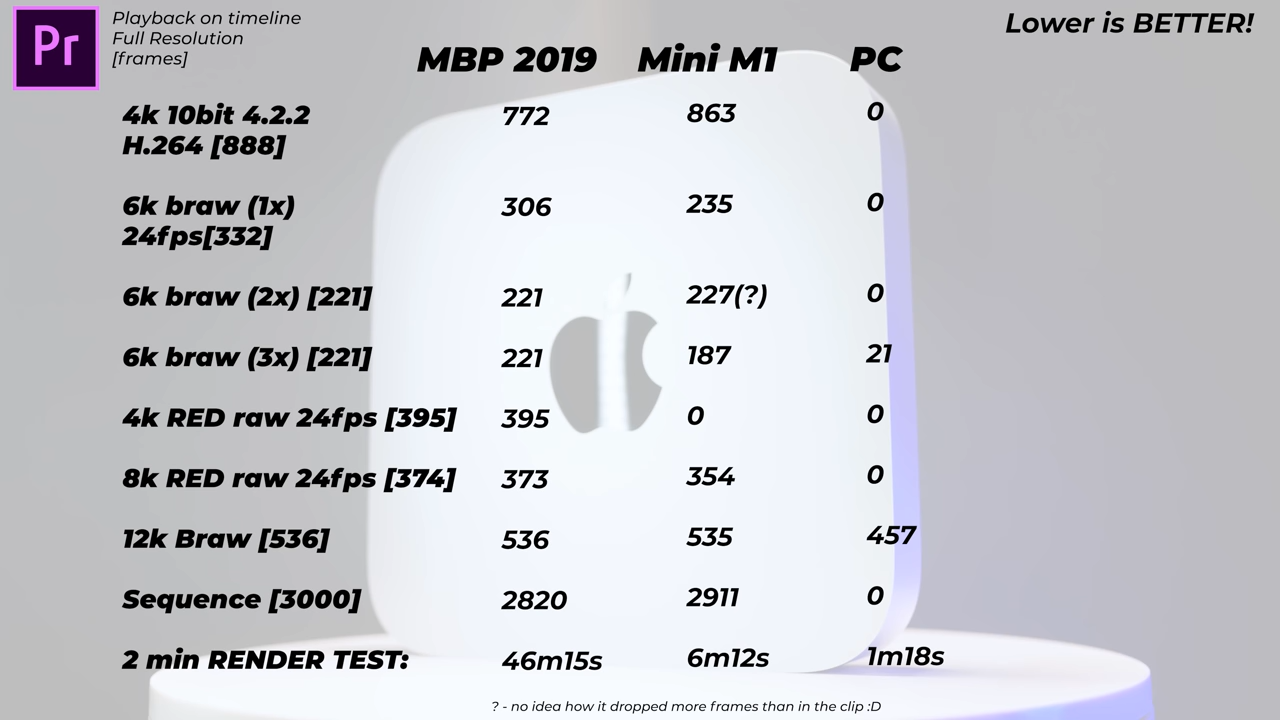 Pr
Playback on timeline
Full Resolution
[frames]
Lower is BETTER!
MBP 2019 Mini M1 PC
4k 10bit 4.2.2
H.264 [888] 772 863 0
6k braw (1x)
24fps[332] 306 235 0
6k braw (2x) [221] 221 227(?) 0
6k braw (3x) [221] 221 187 21
4k RED raw 24fps [395] 395 0 0
8k RED raw 24fps [374] 373 354 0
12k Braw [536] 536 535 457
Sequence [3000] 2820 2911 0
2 min RENDER TEST: 46m15s 6m12s 1m18s
? - no idea how it dropped more frames than in the clip :D